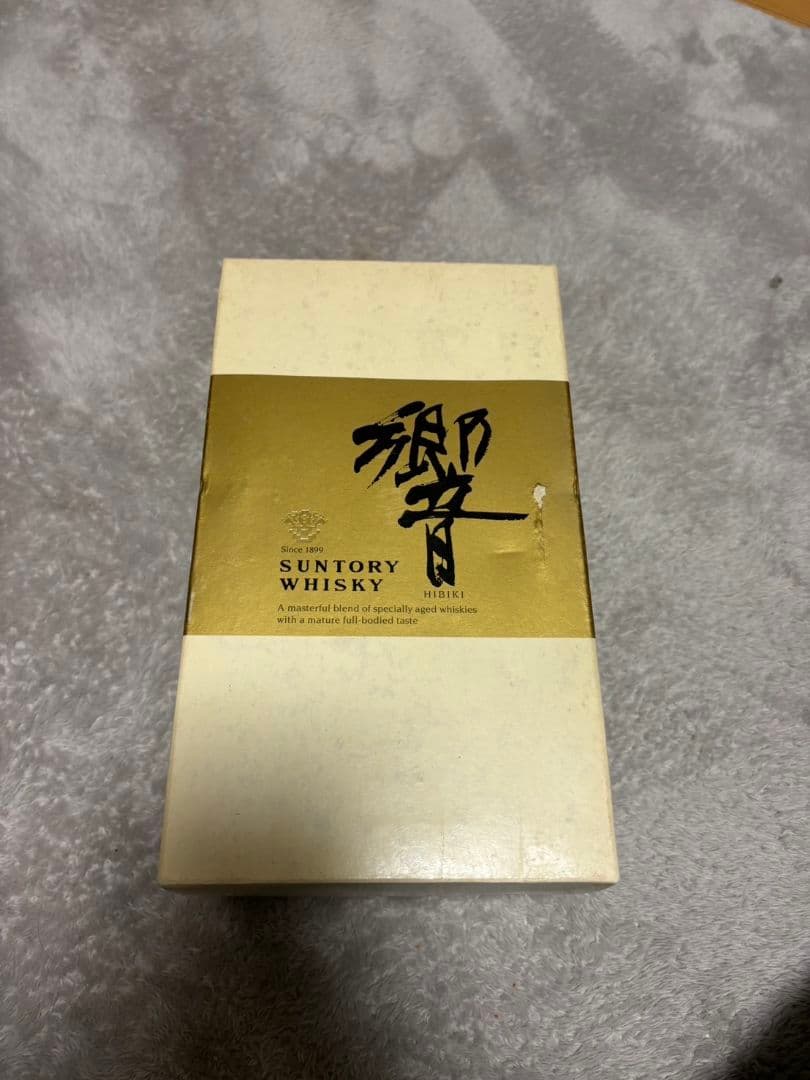 響
Since 1899
SUNTORY
WHISKY
HIBIKI
A masterful blend of specially aged whiskies
with a mature full-bodied taste